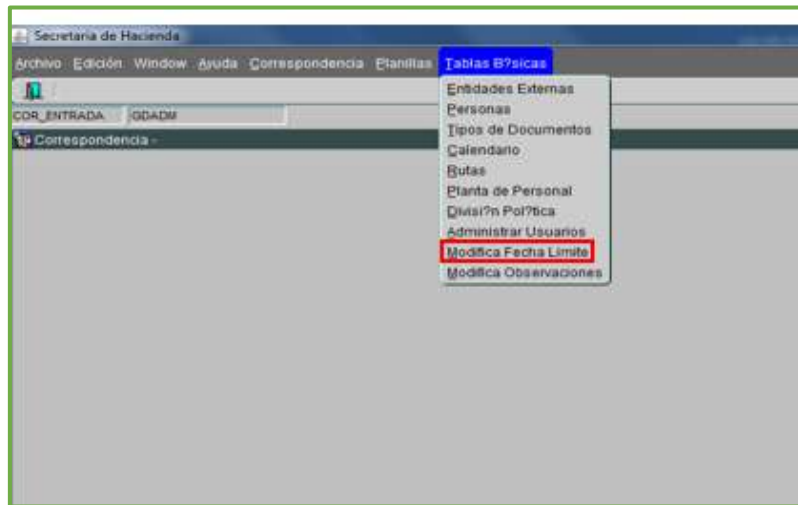 Secretaria de Hacienda
Archivo Edición Window Ayuda Correspondencia Planillas Tablas B?sicas
COR_ENTRADA GDADM
Correspondencia -
Entidades Externas
Personas
Tipos de Documentos
Calendario
Rutas
Planta de Personal
Divisi?n Pol?tica
Administrar Usuarios
Modifica Fecha Limite
Modifica Observaciones